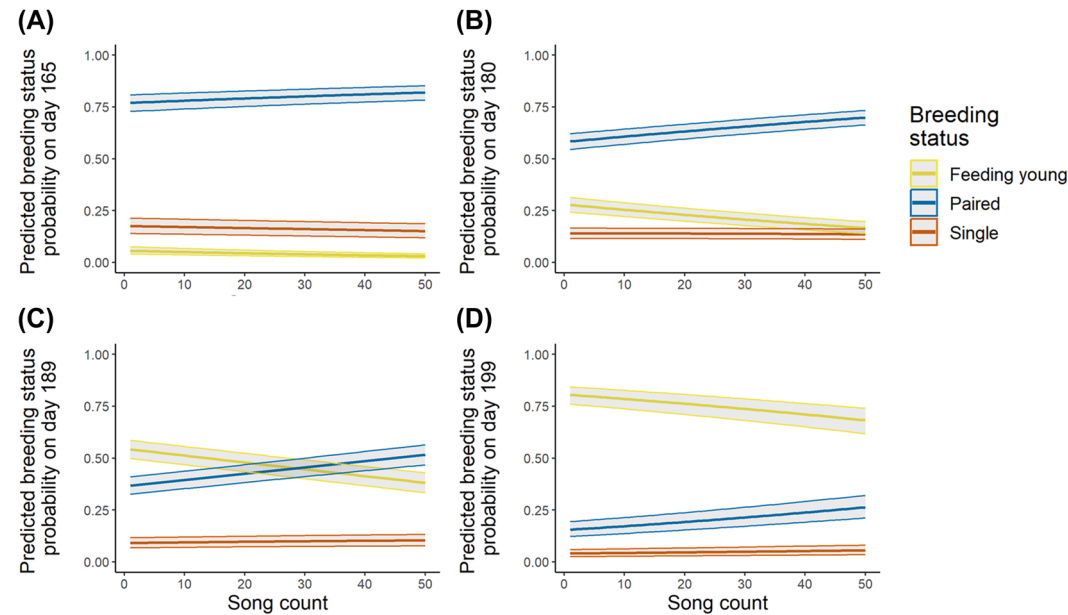 (A)
Predicted breeding status
probability on day 165
1.00
0.75
0.50
0.25
0.00
0 10 20 30 40 50
(B)
Predicted breeding status
probability on day 180
1.00
0.75
0.50
0.25
0.00
0 10 20 30 40 50
Breeding
status
Feeding young
Paired
Single
(C)
Predicted breeding status
probability on day 189
1.00
0.75
0.50
0.25
0.00
0 10 20 30 40 50
Song count
(D)
Predicted breeding status
probability on day 199
1.00
0.75
0.50
0.25
0.00
0 10 20 30 40 50
Song count